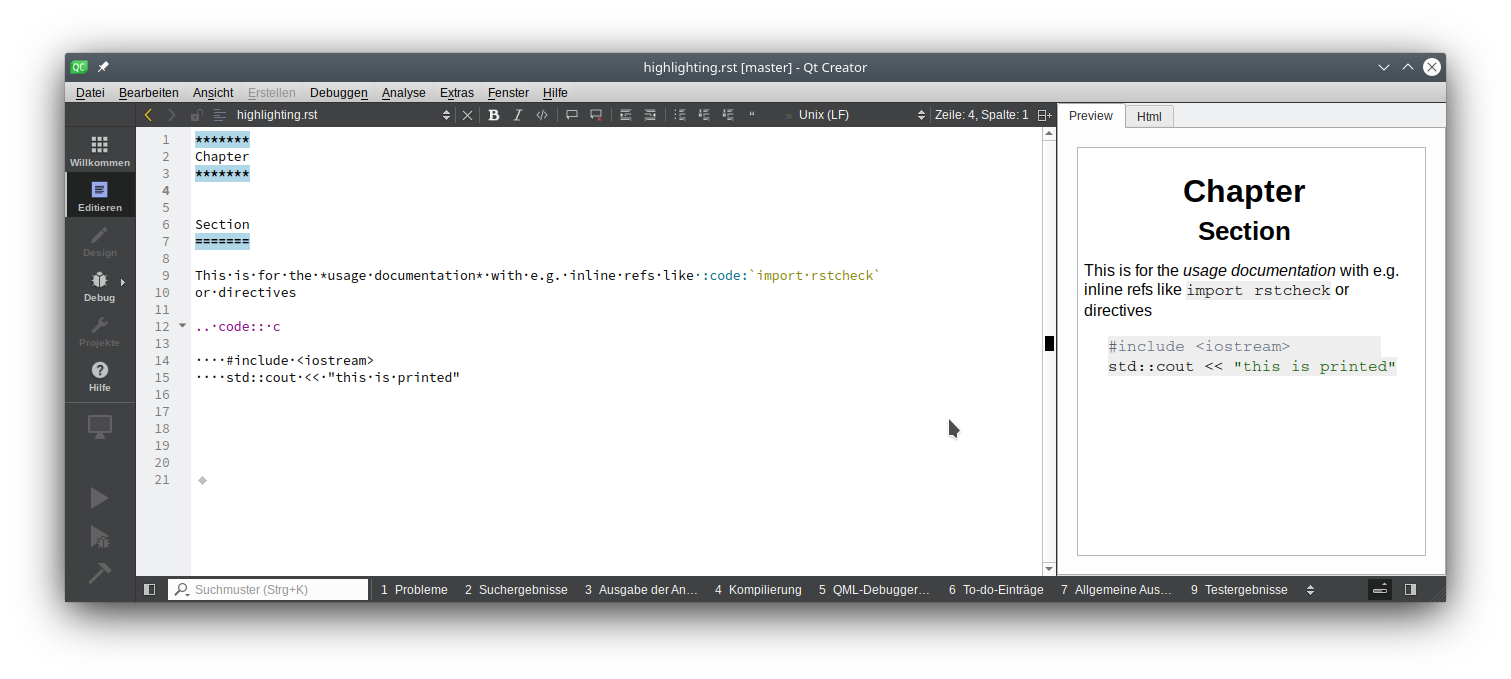 QC
highlighting.rst [master] - Qt Creator
Datei Bearbeiten Ansicht Erstellen Debuggen Analyse Extras Fenster Hilfe
highlighting.rst
B I </> “ » Unix (LF) Zeile: 4, Spalte: 1
Willkommen
Editieren
Design
Debug
Projekte
Hilfe
1 *******
2 Chapter
3 *******
4
5
6 Section
7 =======
8
9 This·is·for·the·*usage·documentation*·with·e.g.·inline·refs·like·:code:`import·rstcheck`
10 or·directives
11
12 ..·code::·c
13
14 ····#include·<iostream>
15 ····std::cout·<<·"this·is·printed"
16
17
18
19
20
21
Preview Html
Chapter
Section
This is for the usage documentation with e.g.
inline refs like import rstcheck or
directives
#include <iostream>
std::cout << "this is printed"
Suchmuster (Strg+K) 1 Probleme 2 Suchergebnisse 3 Ausgabe der An... 4 Kompilierung 5 QML-Debugger... 6 To-do-Einträge 7 Allgemeine Aus... 9 Testergebnisse